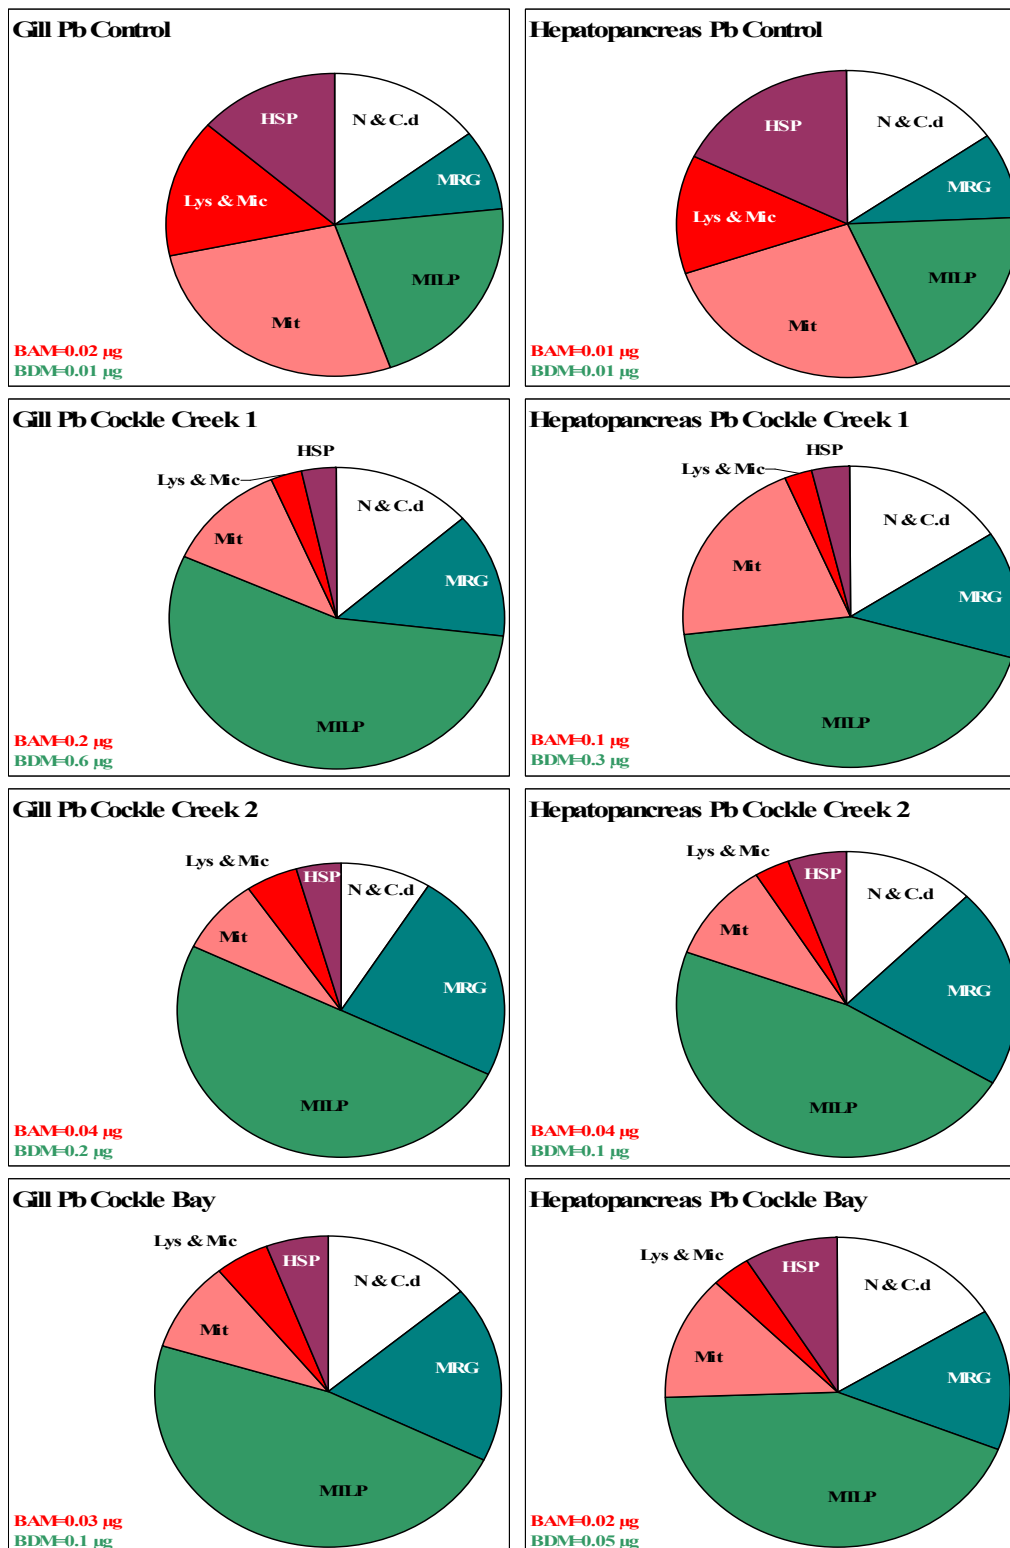 Gill Pb Control
HSP
N & C.d
MRG
Lys & Mic
MTLP
Mit
BAM=0.02 µg
BDM=0.01 µg
Hepatopancreas Pb Control
HSP
N & C.d
MRG
Lys & Mic
MTLP
Mit
BAM=0.01 µg
BDM=0.01 µg
Gill Pb Cockle Creek 1
HSP
Lys & Mic
N & C.d
Mit
MRG
MTLP
BAM=0.2 µg
BDM=0.6 µg
Hepatopancreas Pb Cockle Creek 1
HSP
Lys & Mic
N & C.d
Mit
MRG
MTLP
BAM=0.1 µg
BDM=0.3 µg
Gill Pb Cockle Creek 2
Lys & Mic
HSP
N & C.d
Mit
MRG
MTLP
BAM=0.04 µg
BDM=0.2 µg
Hepatopancreas Pb Cockle Creek 2
Lys & Mic
HSP
N & C.d
Mit
MRG
MTLP
BAM=0.04 µg
BDM=0.1 µg
Gill Pb Cockle Bay
Lys & Mic
HSP
N & C.d
Mit
MRG
MTLP
BAM=0.03 µg
BDM=0.1 µg
Hepatopancreas Pb Cockle Bay
Lys & Mic
HSP
N & C.d
Mit
MRG
MTLP
BAM=0.02 µg
BDM=0.05 µg